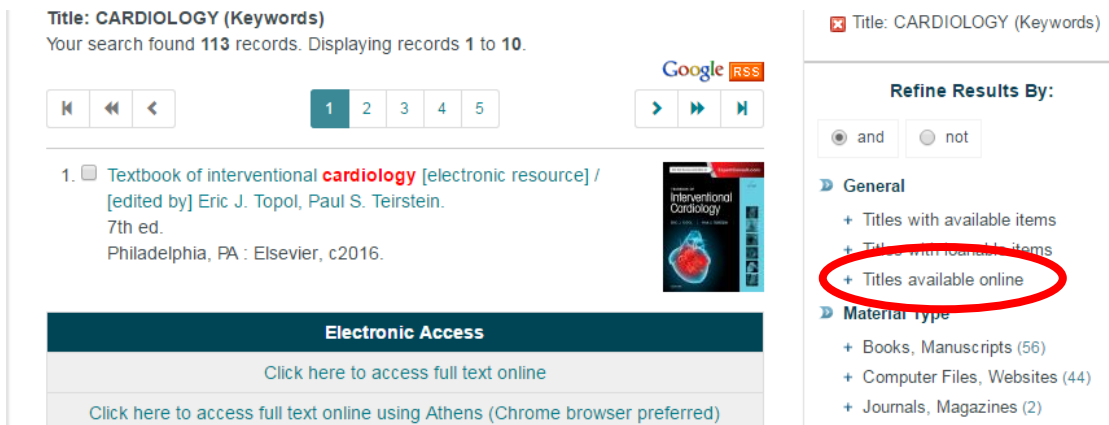 Title: CARDIOLOGY (Keywords)
Your search found 113 records. Displaying records 1 to 10.
Google RSS
1 2 3 4 5
1. Textbook of interventional cardiology [electronic resource] /
[edited by] Eric J. Topol, Paul S. Teirstein.
7th ed.
Philadelphia, PA : Elsevier, c2016.
Interventional
Cardiology
Electronic Access
Click here to access full text online
Click here to access full text online using Athens (Chrome browser preferred)
Title: CARDIOLOGY (Keywords)
Refine Results By:
and not
General
+ Titles with available items
+ Titles with loanable items
+ Titles available online
Material Type
+ Books, Manuscripts (56)
+ Computer Files, Websites (44)
+ Journals, Magazines (2)